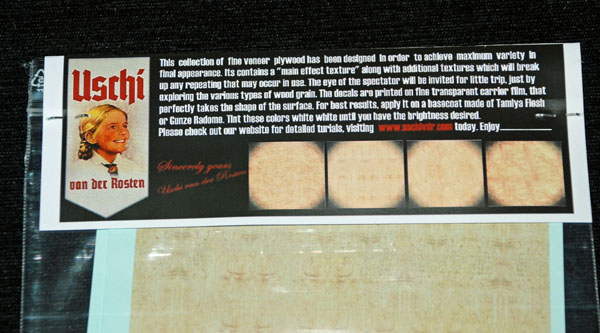 Uschi
van der Rosten
This collection of fine veneer plywood has been designed in order to achieve maximum variety in
final appearance. Its contains a "main effect texture" along with additional textures which will break
up any repeating that may occur in use. The eye of the spectator will be invited for little trip, just by
exploring the various types of wood grain. The decals are printed on fine transparent carrier film, that
perfectly takes the shape of the surface. For best results, apply it on a basecoat made of Tamiya Flesh
or Gunze Radome. Tint these colors white white until you have the brightness desired.
Please check out our website for detailed turials, visiting www.uschivdr.com today. Enjoy
Sincerely yours
Uschi van der Rosten